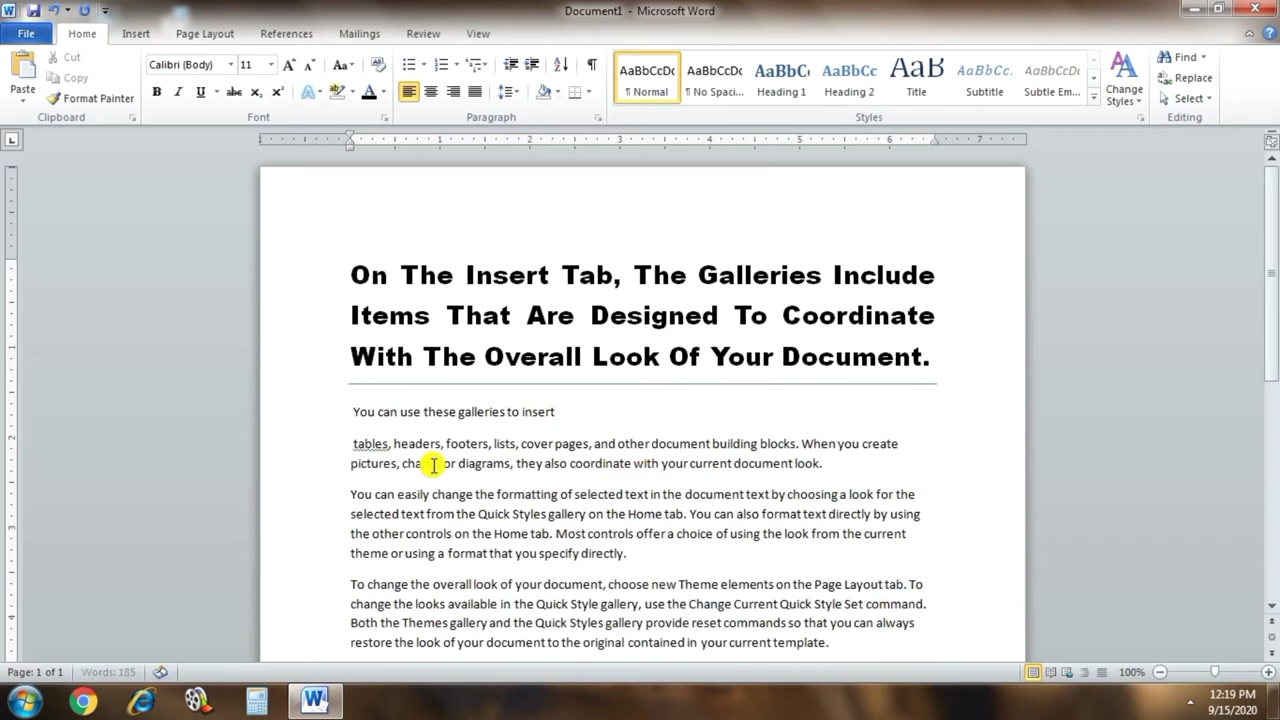 Document1 - Microsoft Word
File Home Insert Page Layout References Mailings Review View
Cut
Copy
Format Painter
Paste
Calibri (Body) 11
AaBbCcDc AaBbCcDc AaBbC AaBbCc AaB AaBbCc. AaBbCcDc
¶ Normal ¶ No Spaci... Heading 1 Heading 2 Title Subtitle Subtle Em...
Change
Styles
Find
Replace
Select
Clipboard Font Paragraph Styles Editing
1 2 3 4 5 6 7
On The Insert Tab, The Galleries Include
Items That Are Designed To Coordinate
With The Overall Look Of Your Document.
You can use these galleries to insert
tables, headers, footers, lists, cover pages, and other document building blocks. When you create
pictures, or diagrams, they also coordinate with your current document look.
You can easily change the formatting of selected text in the document text by choosing a look for the
selected text from the Quick Styles gallery on the Home tab. You can also format text directly by using
the other controls on the Home tab. Most controls offer a choice of using the look from the current
theme or using a format that you specify directly.
To change the overall look of your document, choose new Theme elements on the Page Layout tab. To
change the looks available in the Quick Style gallery, use the Change Current Quick Style Set command.
Both the Themes gallery and the Quick Styles gallery provide reset commands so that you can always
restore the look of your document to the original contained in your current template.
Page: 1 of 1 Words: 185 100%
12:19 PM
9/15/2020